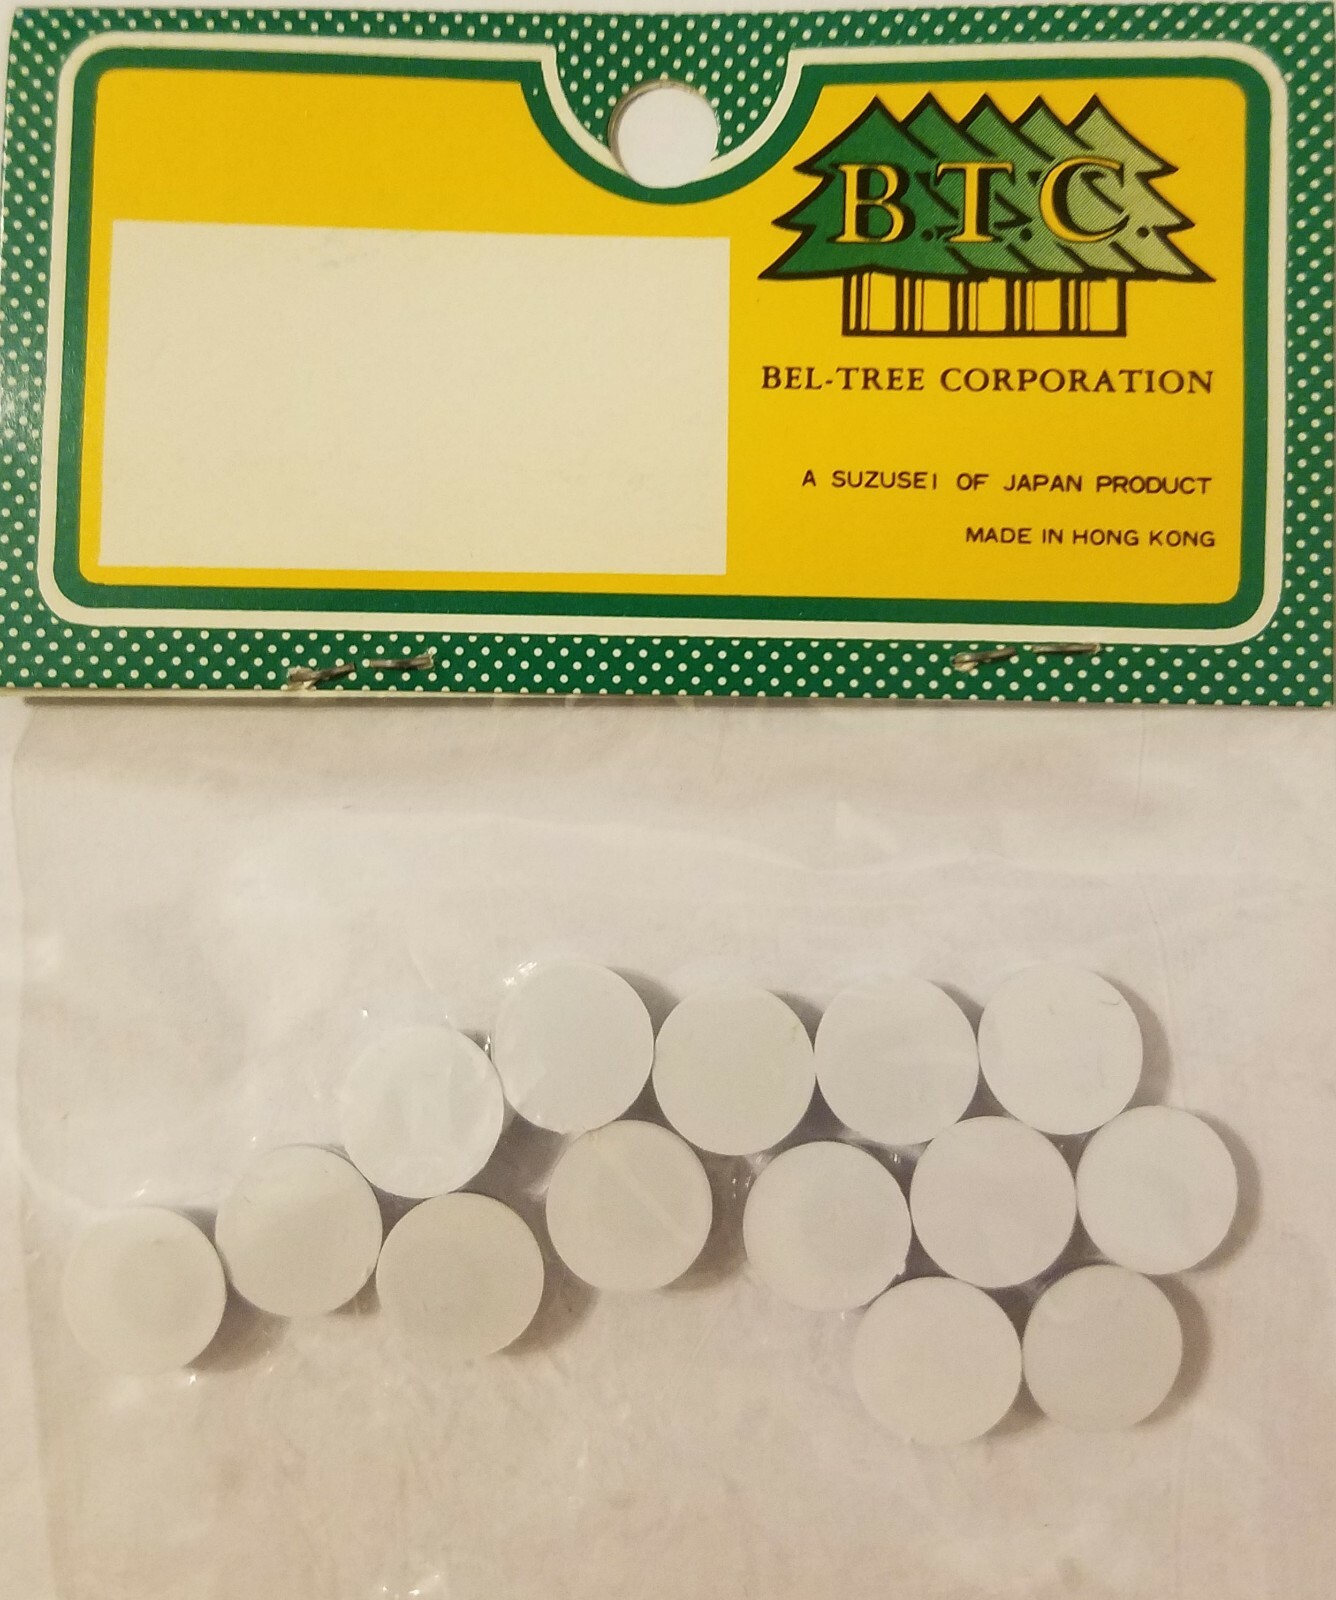 B.T.C.
BEL-TREE CORPORATION
A SUZUSEI OF JAPAN PRODUCT
MADE IN HONG KONG